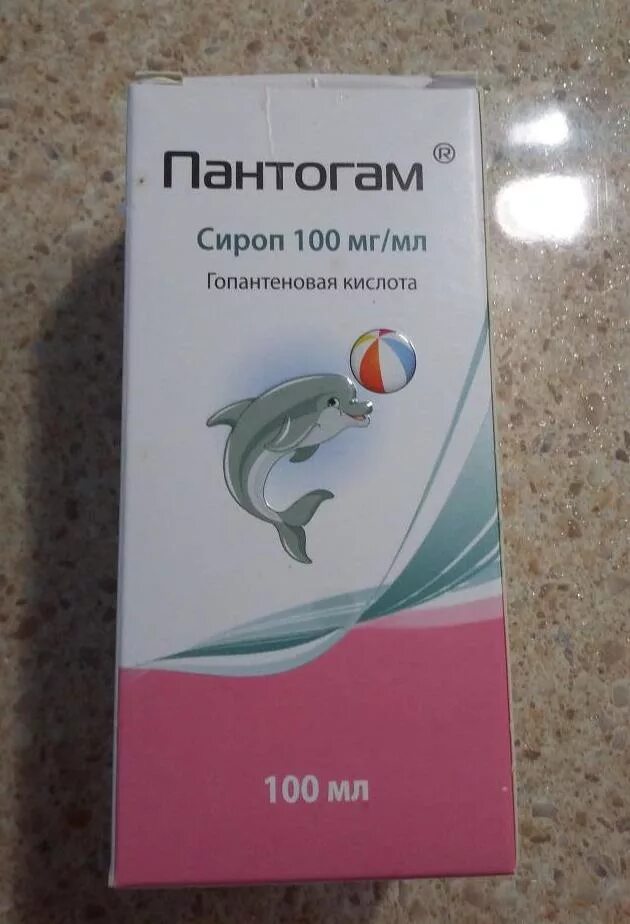 Пантогам ®
Сироп 100 мг/мл
Гопантеновая кислота
100 мл